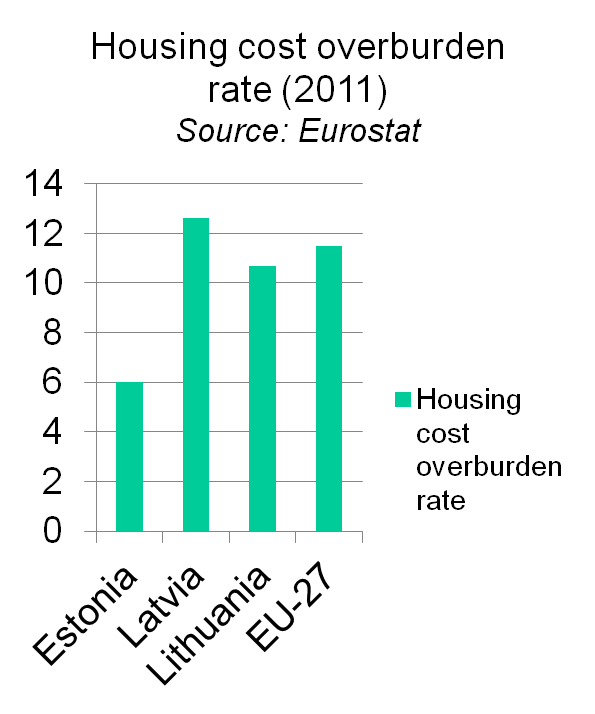 Housing cost overburden
rate (2011)
Source: Eurostat
14
12
10
8
6
4
2
0
Estonia
Latvia
Lithuania
EU-27
Housing
cost
overburden
rate